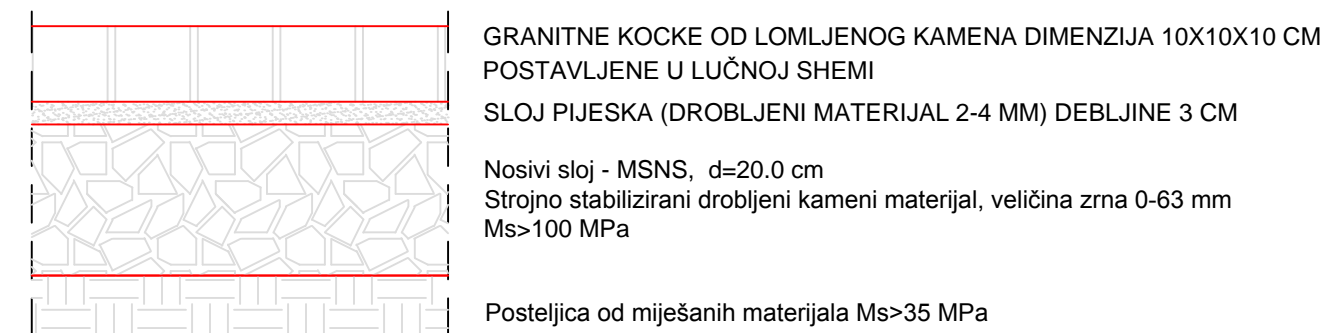 GRANITNE KOCKE OD LOMLJENOG KAMENA DIMENZIJA 10X10X10 CM
POSTAVLJENE U LUČNOJ SHEMI
SLOJ PIJESKA (DROBLJENI MATERIJAL 2-4 MM) DEBLJINE 3 CM
Nosivi sloj - MSNS, d=20.0 cm
Strojno stabilizirani drobljeni kameni materijal, veličina zrna 0-63 mm
Ms>100 MPa
Posteljica od miješanih materijala Ms>35 MPa